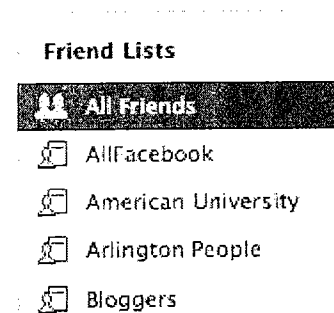 Friend Lists
All Friends
AllFacebook
American University
Arlington People
Bloggers